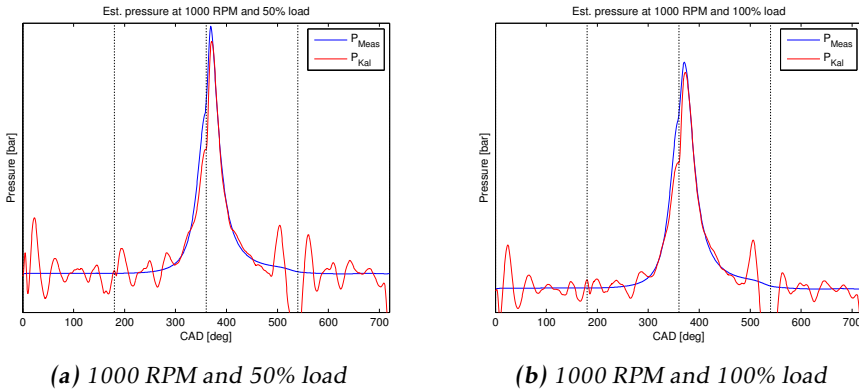 Est. pressure at 1000 RPM and 50% load
P_Meas
P_Kal
Pressure [bar]
0 100 200 300 400 500 600 700
CAD [deg]
(a) 1000 RPM and 50% load
Est. pressure at 1000 RPM and 100% load
P_Meas
P_Kal
Pressure [bar]
0 100 200 300 400 500 600 700
CAD [deg]
(b) 1000 RPM and 100% load